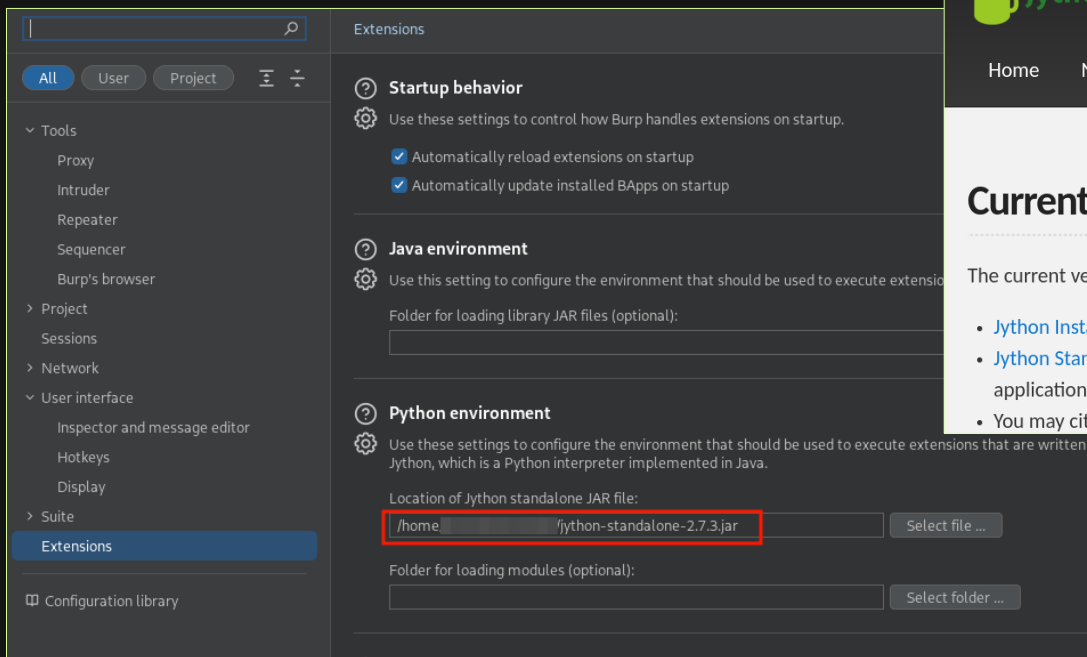 Extensions
All User Project
Tools
Proxy
Intruder
Repeater
Sequencer
Burp's browser
Project
Sessions
Network
User interface
Inspector and message editor
Hotkeys
Display
Suite
Extensions
Configuration library
Startup behavior
Use these settings to control how Burp handles extensions on startup.
Automatically reload extensions on startup
Automatically update installed BApps on startup
Java environment
Use this setting to configure the environment that should be used to execute extensio
Folder for loading library JAR files (optional):
Python environment
Use these settings to configure the environment that should be used to execute extensions that are written
Jython, which is a Python interpreter implemented in Java.
Location of Jython standalone JAR file:
/home /jython-standalone-2.7.3.jar
Select file ...
Folder for loading modules (optional):
Select folder ...
Home
Current
The current ve
Jython Inst
Jython Star
application
You may cit